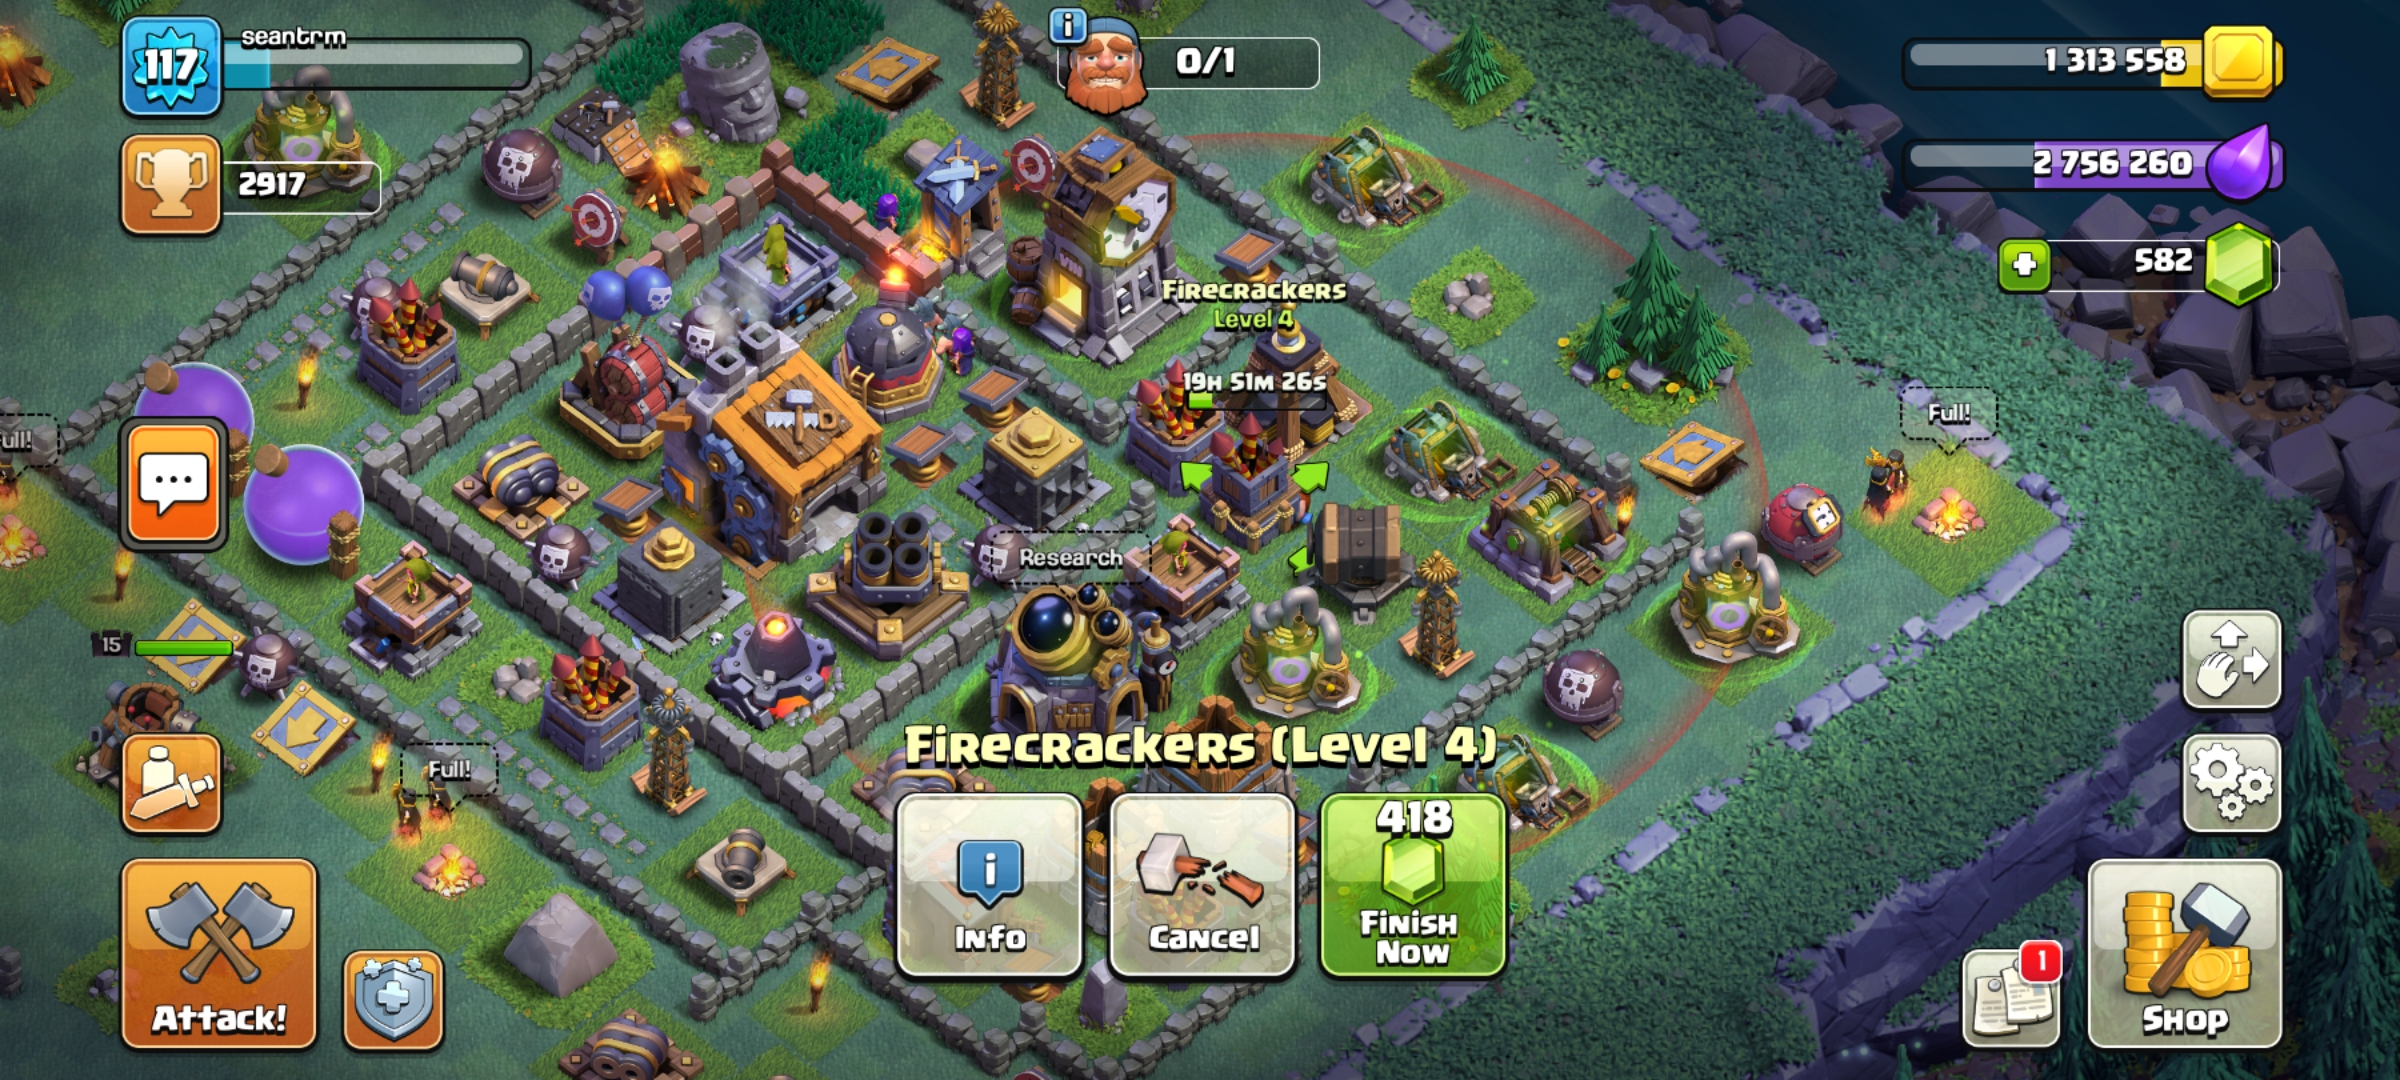 117
seantrm
0/1
1 313 558
2917
2 756 260
582
Firecrackers
Level 4
19H 51M 26S
Full!
Research
15
Full!
Firecrackers (Level 4)
418
Info
Cancel
Finish
Now
Attack!
1
Shop